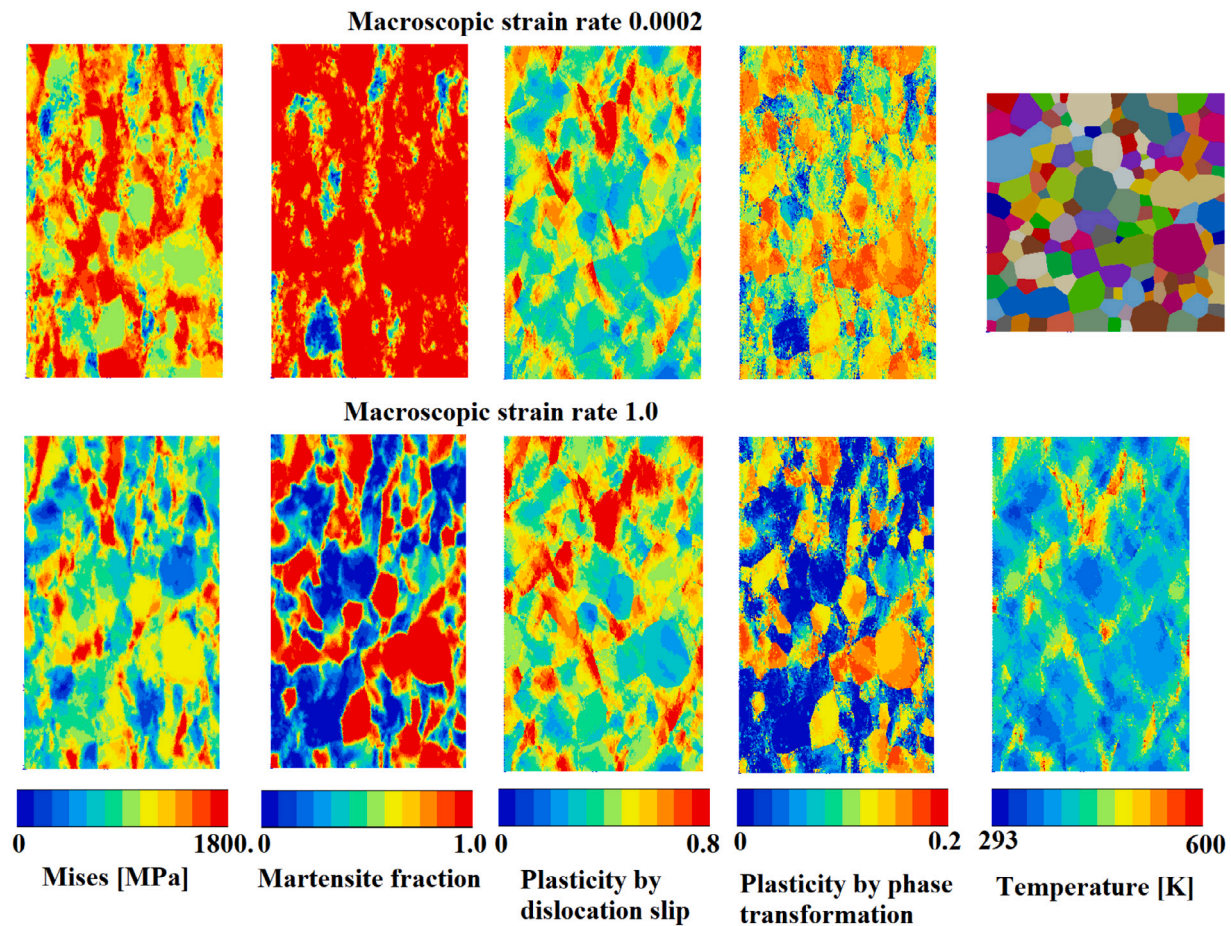 Macroscopic strain rate 0.0002
Macroscopic strain rate 1.0
0 1800. 0 1.0 0 0.8 0 0.2 293 600
Mises [MPa] Martensite fraction Plasticity by dislocation slip Plasticity by phase transformation Temperature [K]